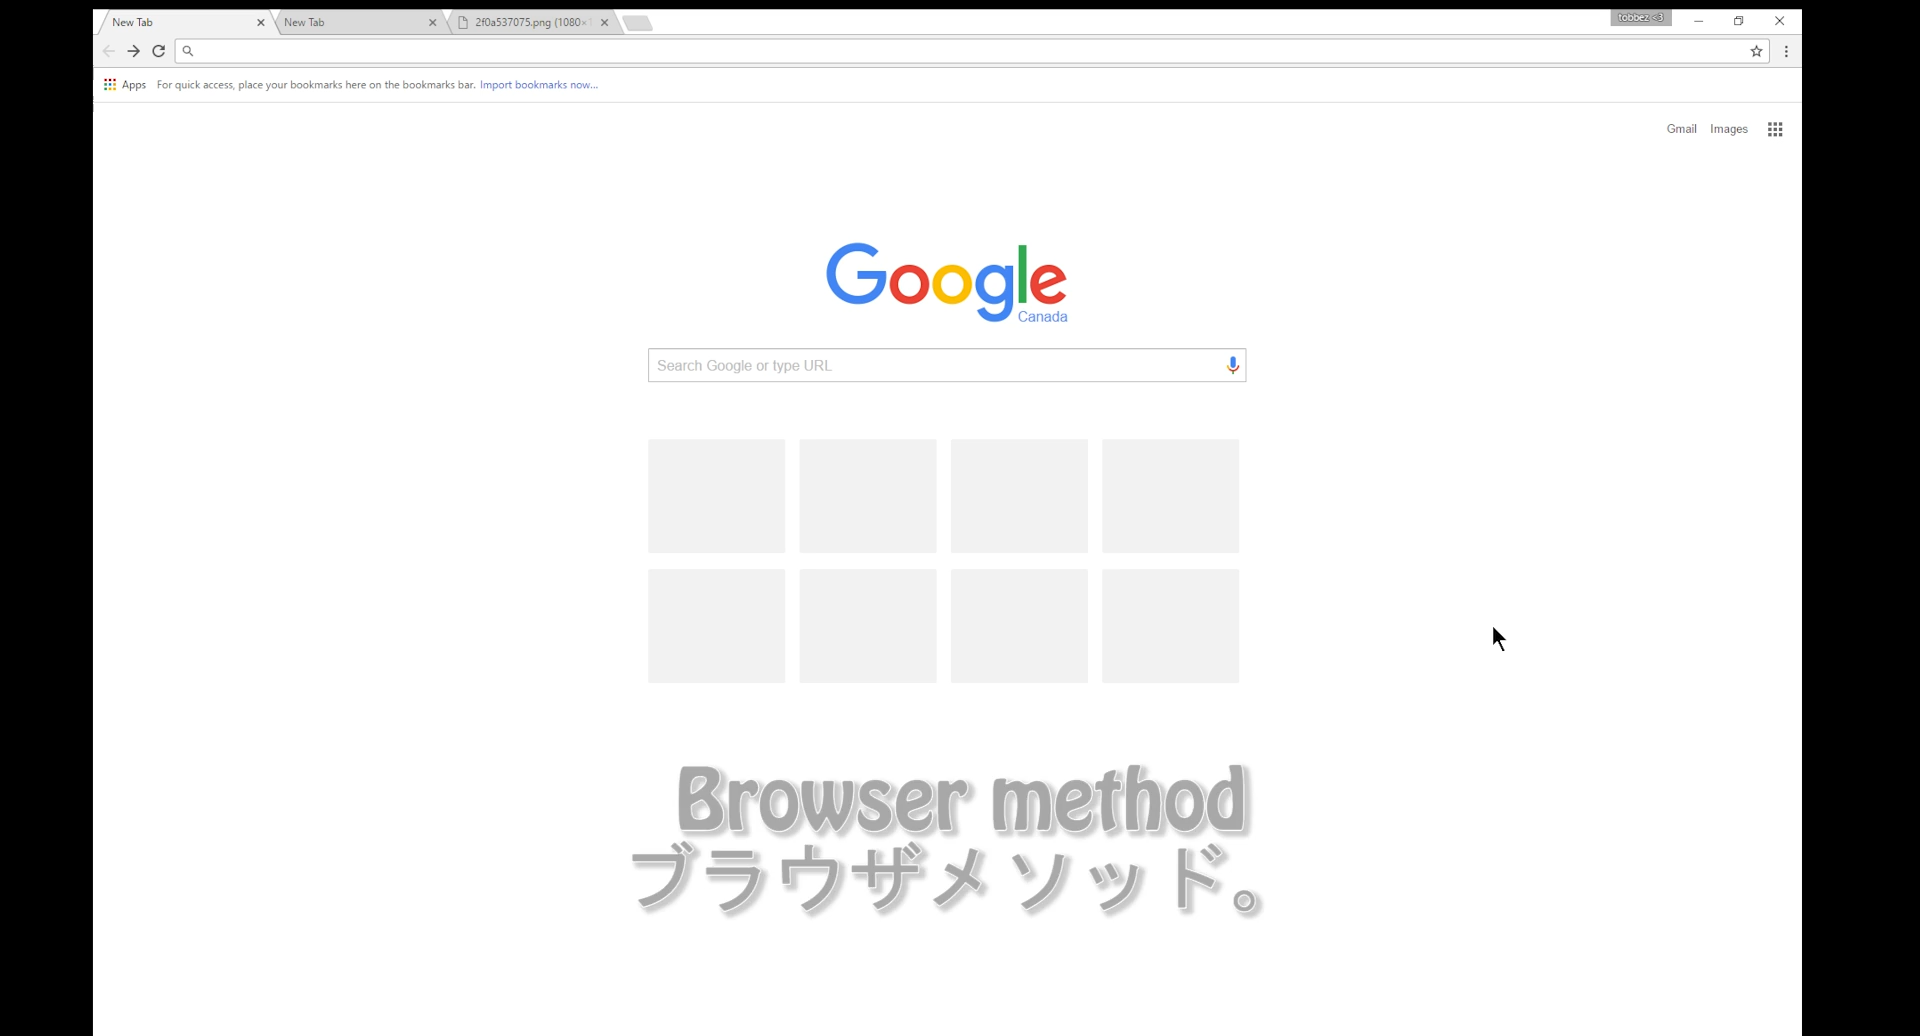 New Tab
New Tab
2f0a537075.png (1080×
tobbez <3
Apps For quick access, place your bookmarks here on the bookmarks bar. Import bookmarks now...
Gmail Images
Google
Canada
Search Google or type URL
Browser method
ブラウザメソッド。